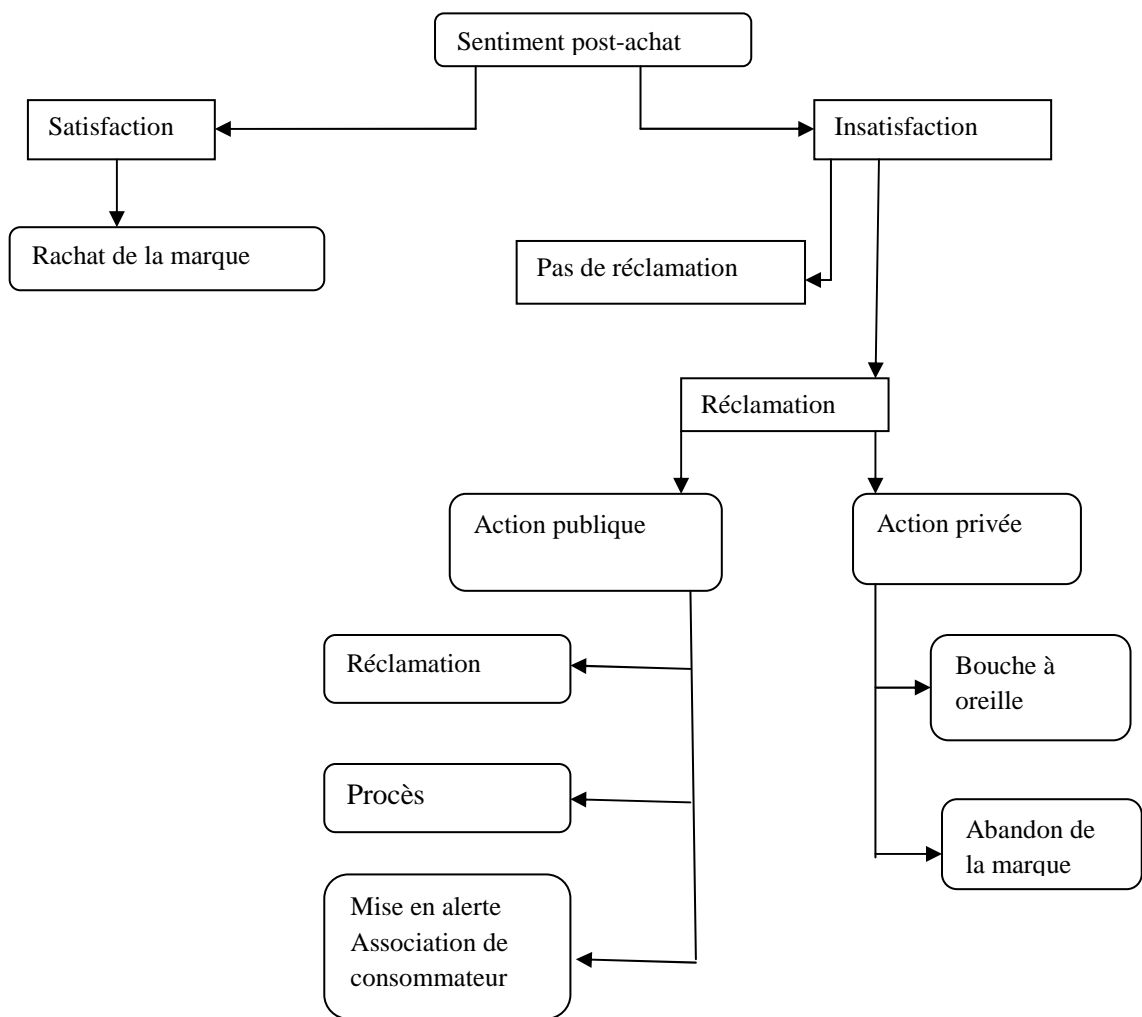 Sentiment post-achat
Satisfaction
Insatisfaction
Rachat de la marque
Pas de réclamation
Réclamation
Action publique
Action privée
Réclamation
Bouche à
oreille
Procès
Abandon de
la marque
Mise en alerte
Association de
consommateur